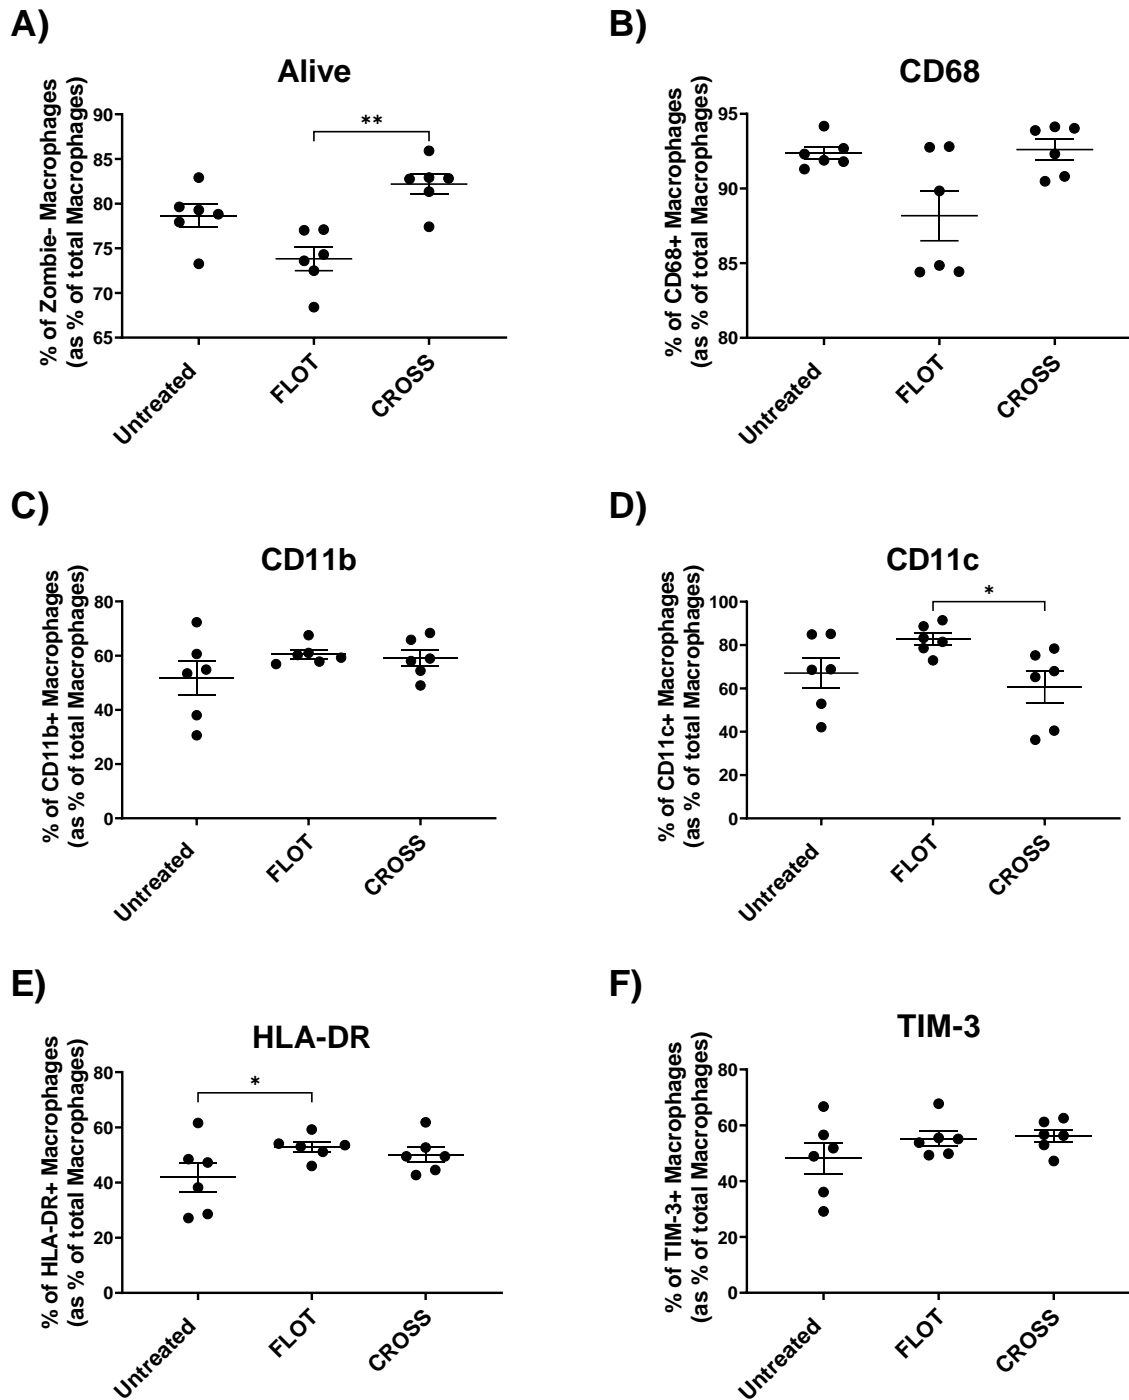 A)
Alive
% of Zombie- Macrophages
(as % of total Macrophages)
90
85
80
75
70
65
**
Untreated
FLOT
CROSS
B)
CD68
% of CD68+ Macrophages
(as % of total Macrophages)
95
90
85
80
Untreated
FLOT
CROSS
C)
CD11b
% of CD11b+ Macrophages
(as % of total Macrophages)
80
60
40
20
0
Untreated
FLOT
CROSS
D)
CD11c
% of CD11c+ Macrophages
(as % of total Macrophages)
100
80
60
40
20
0
*
Untreated
FLOT
CROSS
E)
HLA-DR
% of HLA-DR+ Macrophages
(as % of total Macrophages)
80
60
40
20
0
*
Untreated
FLOT
CROSS
F)
TIM-3
% of TIM-3+ Macrophages
(as % of total Macrophages)
80
60
40
20
0
Untreated
FLOT
CROSS